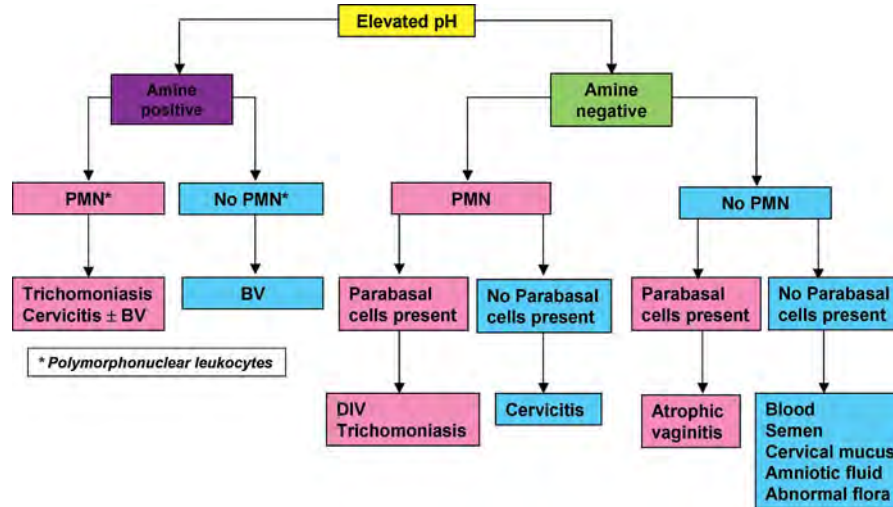 Elevated pH
Amine
positive
Amine
negative
PMN*
No PMN*
PMN
No PMN
Trichomoniasis
Cervicitis ± BV
BV
Parabasal
cells present
No Parabasal
cells present
Parabasal
cells present
No Parabasal
cells present
* Polymorphonuclear leukocytes
DIV
Trichomoniasis
Cervicitis
Atrophic
vaginitis
Blood
Semen
Cervical mucus
Amniotic fluid
Abnormal flora